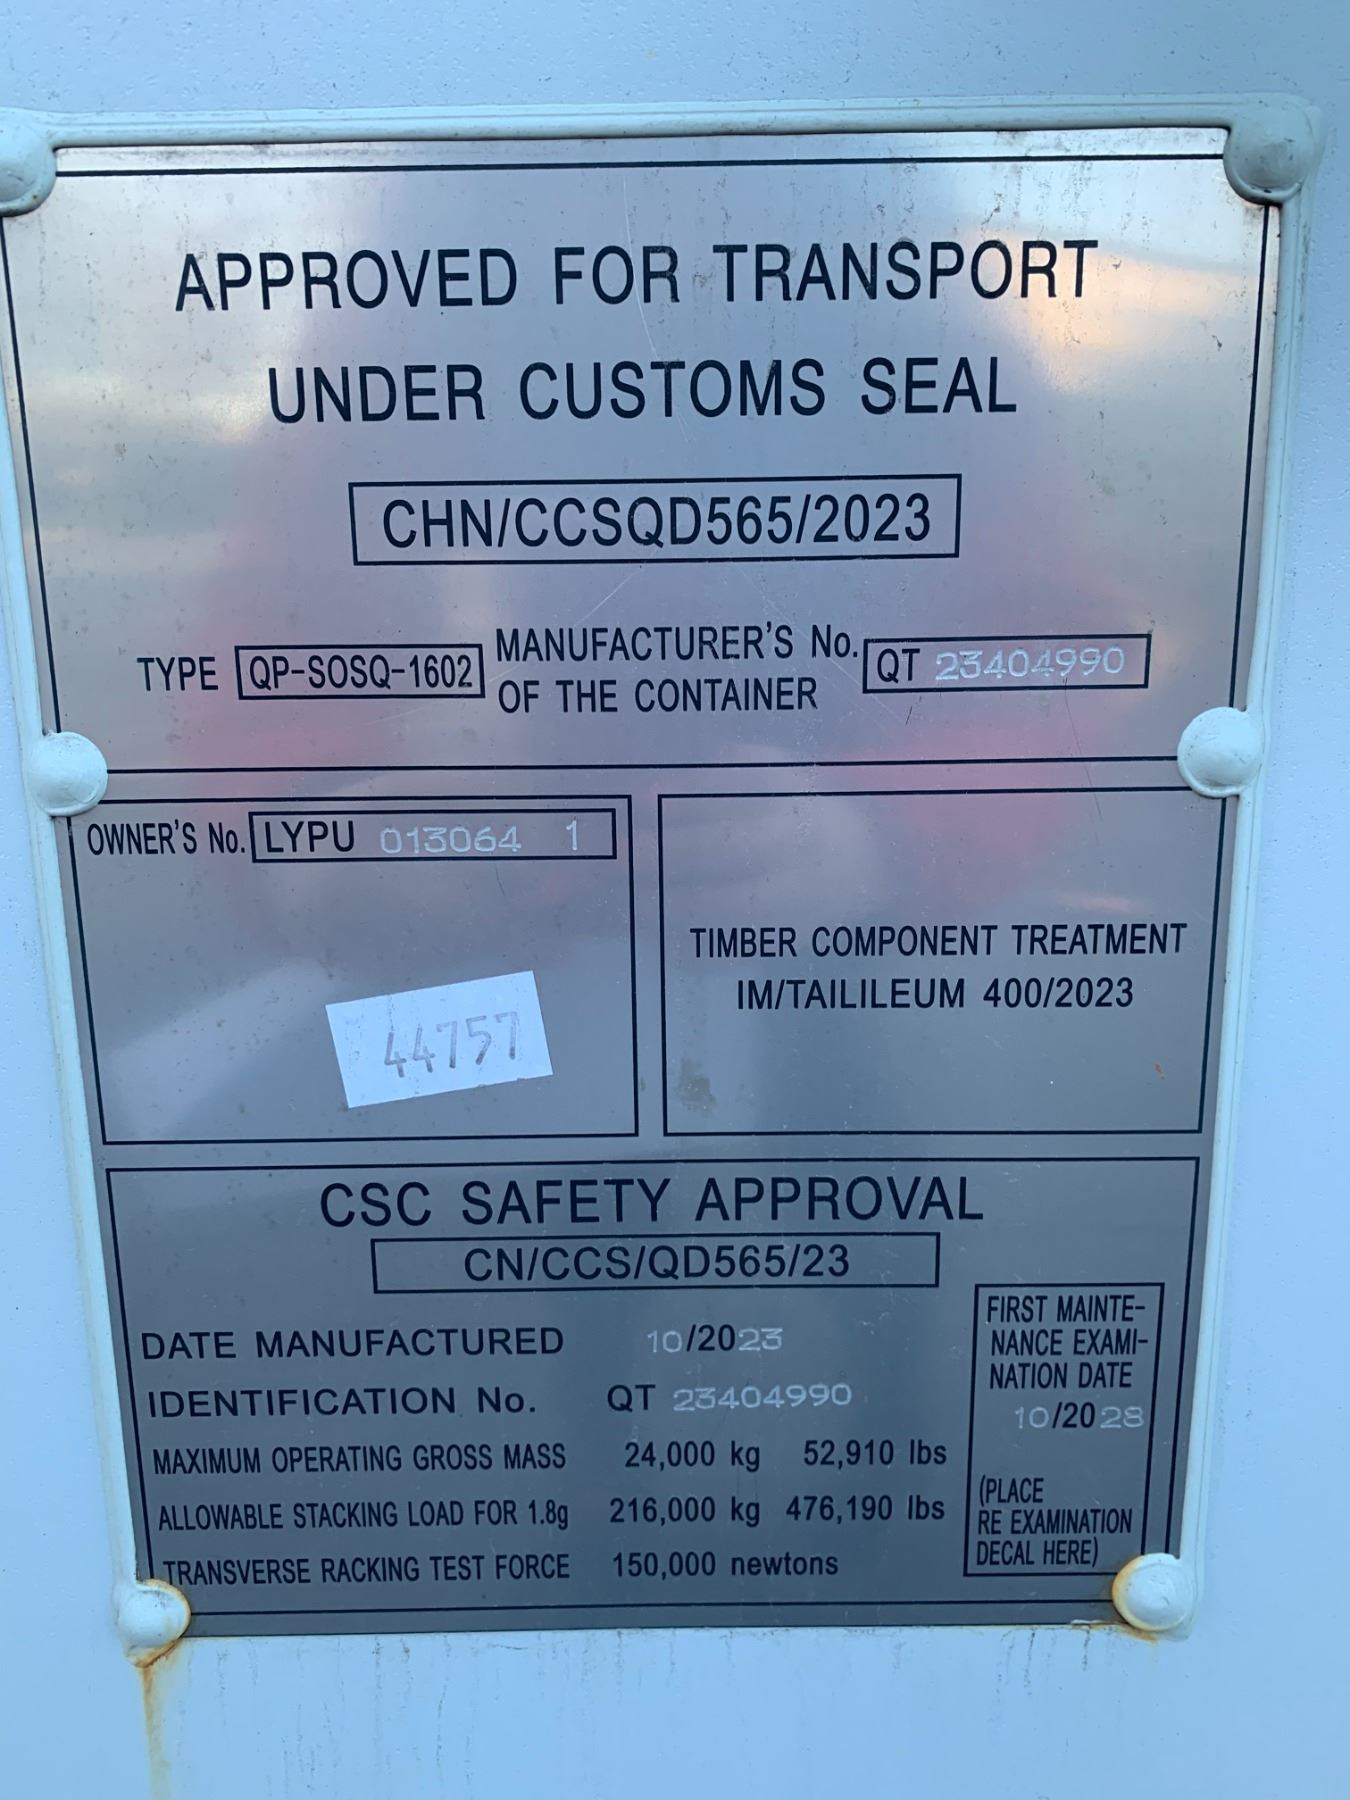 APPROVED FOR TRANSPORT
UNDER CUSTOMS SEAL
CHN/CCSQD565/2023
TYPE QP-SOSQ-1602 MANUFACTURER'S No. OF THE CONTAINER QT 23404990
OWNER'S No. LYPU 013064 1
44757
TIMBER COMPONENT TREATMENT
IM/TAILILEUM 400/2023
CSC SAFETY APPROVAL
CN/CCS/QD565/23
DATE MANUFACTURED 10/2023
IDENTIFICATION No. QT 23404990
MAXIMUM OPERATING GROSS MASS 24,000 kg 52,910 lbs
ALLOWABLE STACKING LOAD FOR 1.8g 216,000 kg 476,190 lbs
TRANSVERSE RACKING TEST FORCE 150,000 newtons
FIRST MAINTE-
NANCE EXAMI-
NATION DATE
10/2028
(PLACE
RE EXAMINATION
DECAL HERE)